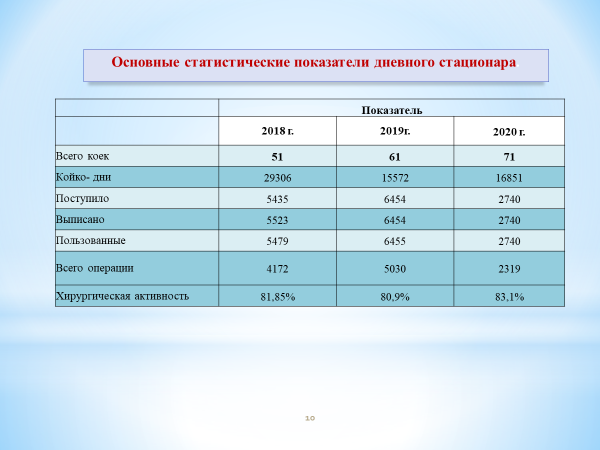 Основные статистические показатели дневного стационара
Показатель
2018 г. 2019г. 2020 г.
Всего коек 51 61 71
Койко- дни 29306 15572 16851
Поступило 5435 6454 2740
Выписано 5523 6454 2740
Пользованные 5479 6455 2740
Всего операции 4172 5030 2319
Хирургическая активность 81,85% 80,9% 83,1%
10